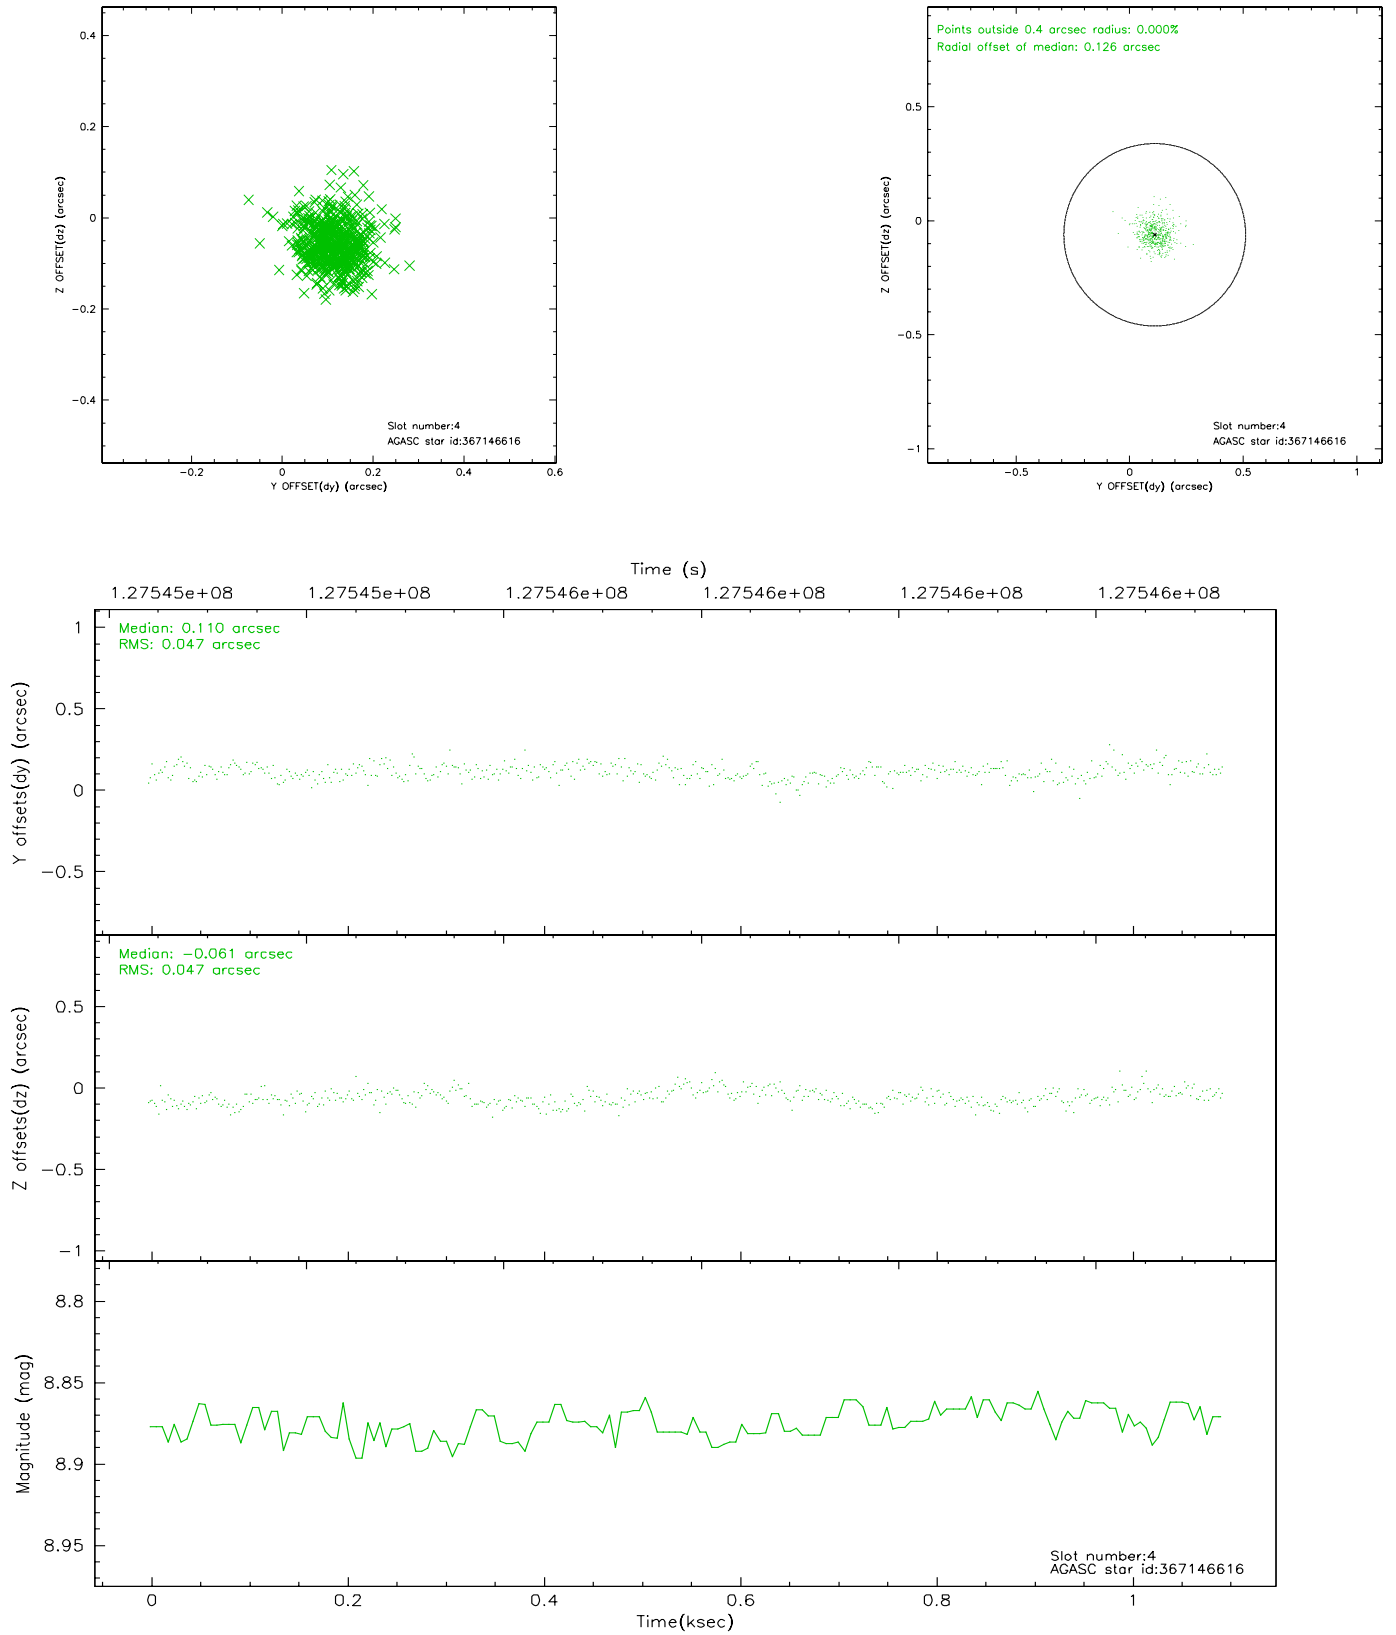 0.4
0.2
0
−0.2
−0.4
Z OFFSET(dz) (arcsec)
Slot number:4
AGASC star id:367146616
−0.2 0 0.2 0.4 0.6
Y OFFSET(dy) (arcsec)
Points outside 0.4 arcsec radius: 0.000%
Radial offset of median: 0.126 arcsec
0.5
0
−0.5
−1
Z OFFSET(dz) (arcsec)
Slot number:4
AGASC star id:367146616
−0.5 0 0.5 1
Y OFFSET(dy) (arcsec)
Time (s)
1.27545e+08 1.27545e+08 1.27546e+08 1.27546e+08 1.27546e+08 1.27546e+08
Median: 0.110 arcsec
RMS: 0.047 arcsec
1
0.5
0
−0.5
Y offsets(dy) (arcsec)
Median: −0.061 arcsec
RMS: 0.047 arcsec
0.5
0
−0.5
−1
Z offsets(dz) (arcsec)
8.8
8.85
8.9
8.95
Magnitude (mag)
Slot number:4
AGASC star id:367146616
0 0.2 0.4 0.6 0.8 1
Time(ksec)